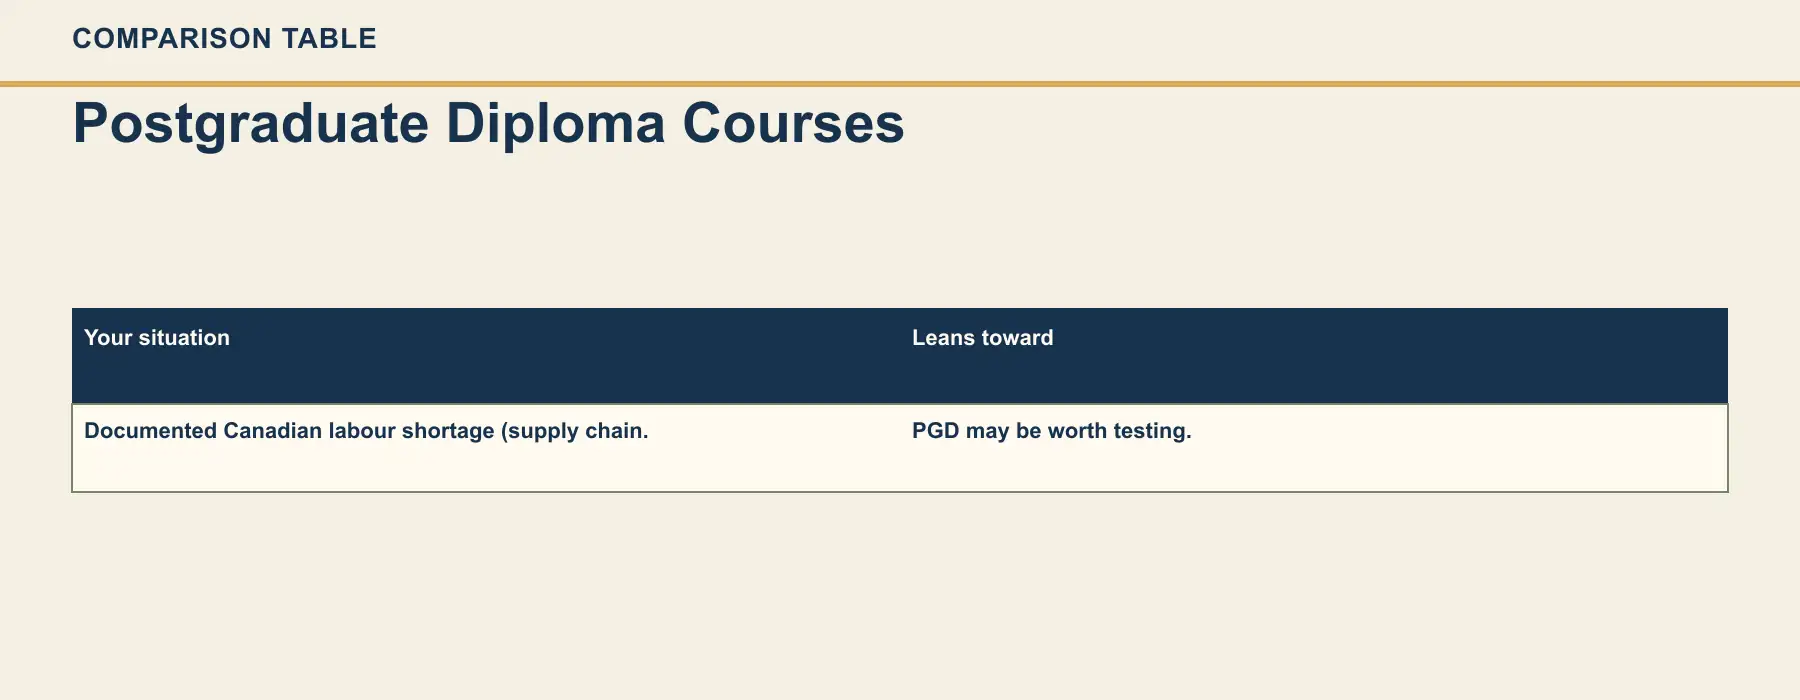 COMPARISON TABLE
Postgraduate Diploma Courses
Your situation Leans toward
Documented Canadian labour shortage (supply chain. PGD may be worth testing.